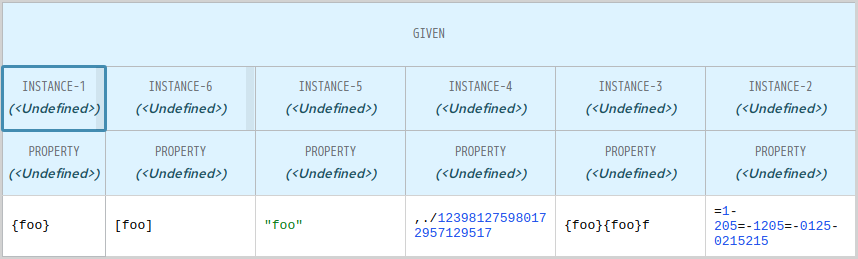 GIVEN
INSTANCE-1 INSTANCE-6 INSTANCE-5 INSTANCE-4 INSTANCE-3 INSTANCE-2
(<Undefined>) (<Undefined>) (<Undefined>) (<Undefined>) (<Undefined>) (<Undefined>)
PROPERTY PROPERTY PROPERTY PROPERTY PROPERTY PROPERTY
(<Undefined>) (<Undefined>) (<Undefined>) (<Undefined>) (<Undefined>) (<Undefined>)
{foo}
[foo]
"foo"
,./12398127598017
2957129517
{foo}{foo}f
=1-
205=-1205=-0125-
0215215